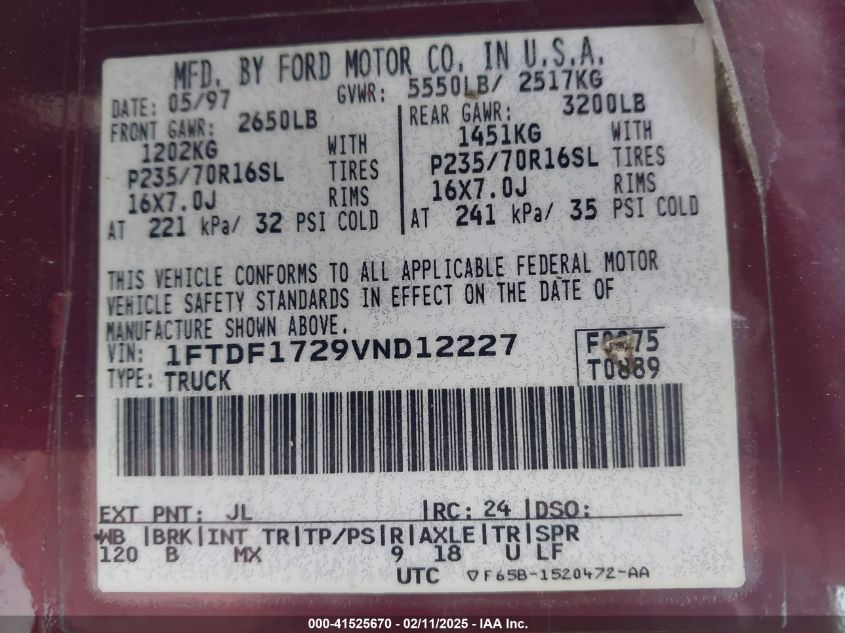 MFD. BY FORD MOTOR CO. IN U.S.A.
DATE: 05/97 GVWR: 5550LB/ 2517KG
FRONT GAWR: 2650LB
1202KG WITH
P235/70R16SL TIRES
16X7.0J RIMS
AT 221 kPa/ 32 PSI COLD
REAR GAWR: 3200LB
1451KG WITH
P235/70R16SL TIRES
16X7.0J RIMS
AT 241 kPa/ 35 PSI COLD
THIS VEHICLE CONFORMS TO ALL APPLICABLE FEDERAL MOTOR
VEHICLE SAFETY STANDARDS IN EFFECT ON THE DATE OF
MANUFACTURE SHOWN ABOVE.
VIN: 1FTDF1729VND12227
TYPE: TRUCK
T0889
EXT PNT: JL RC: 24 DSO:
WB BRK INT TR TP/PS R AXLE TR SPR
120 B MX 9 18 U LF
UTC F65B-1520472-AA
000-41525670 - 02/11/2025 - IAAI, Inc.